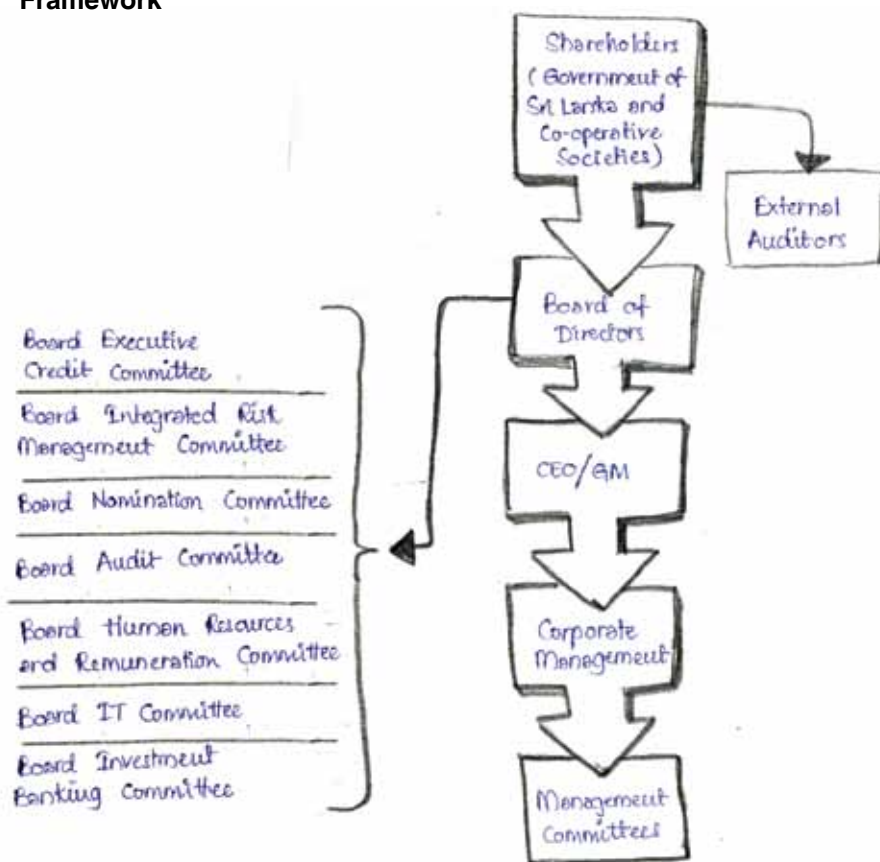 Framework
Shareholders
(Government of
Sri Lanka and
Co-operative
Societies)
External
Auditors
Board of
Directors
CEO/GM
Corporate
Management
Management
Committees
Board Executive
Credit Committee
Board Integrated Risk
Management Committee
Board Nomination Committee
Board Audit Committee
Board Human Resources
and Remuneration Committee
Board IT Committee
Board Investment
Banking Committee